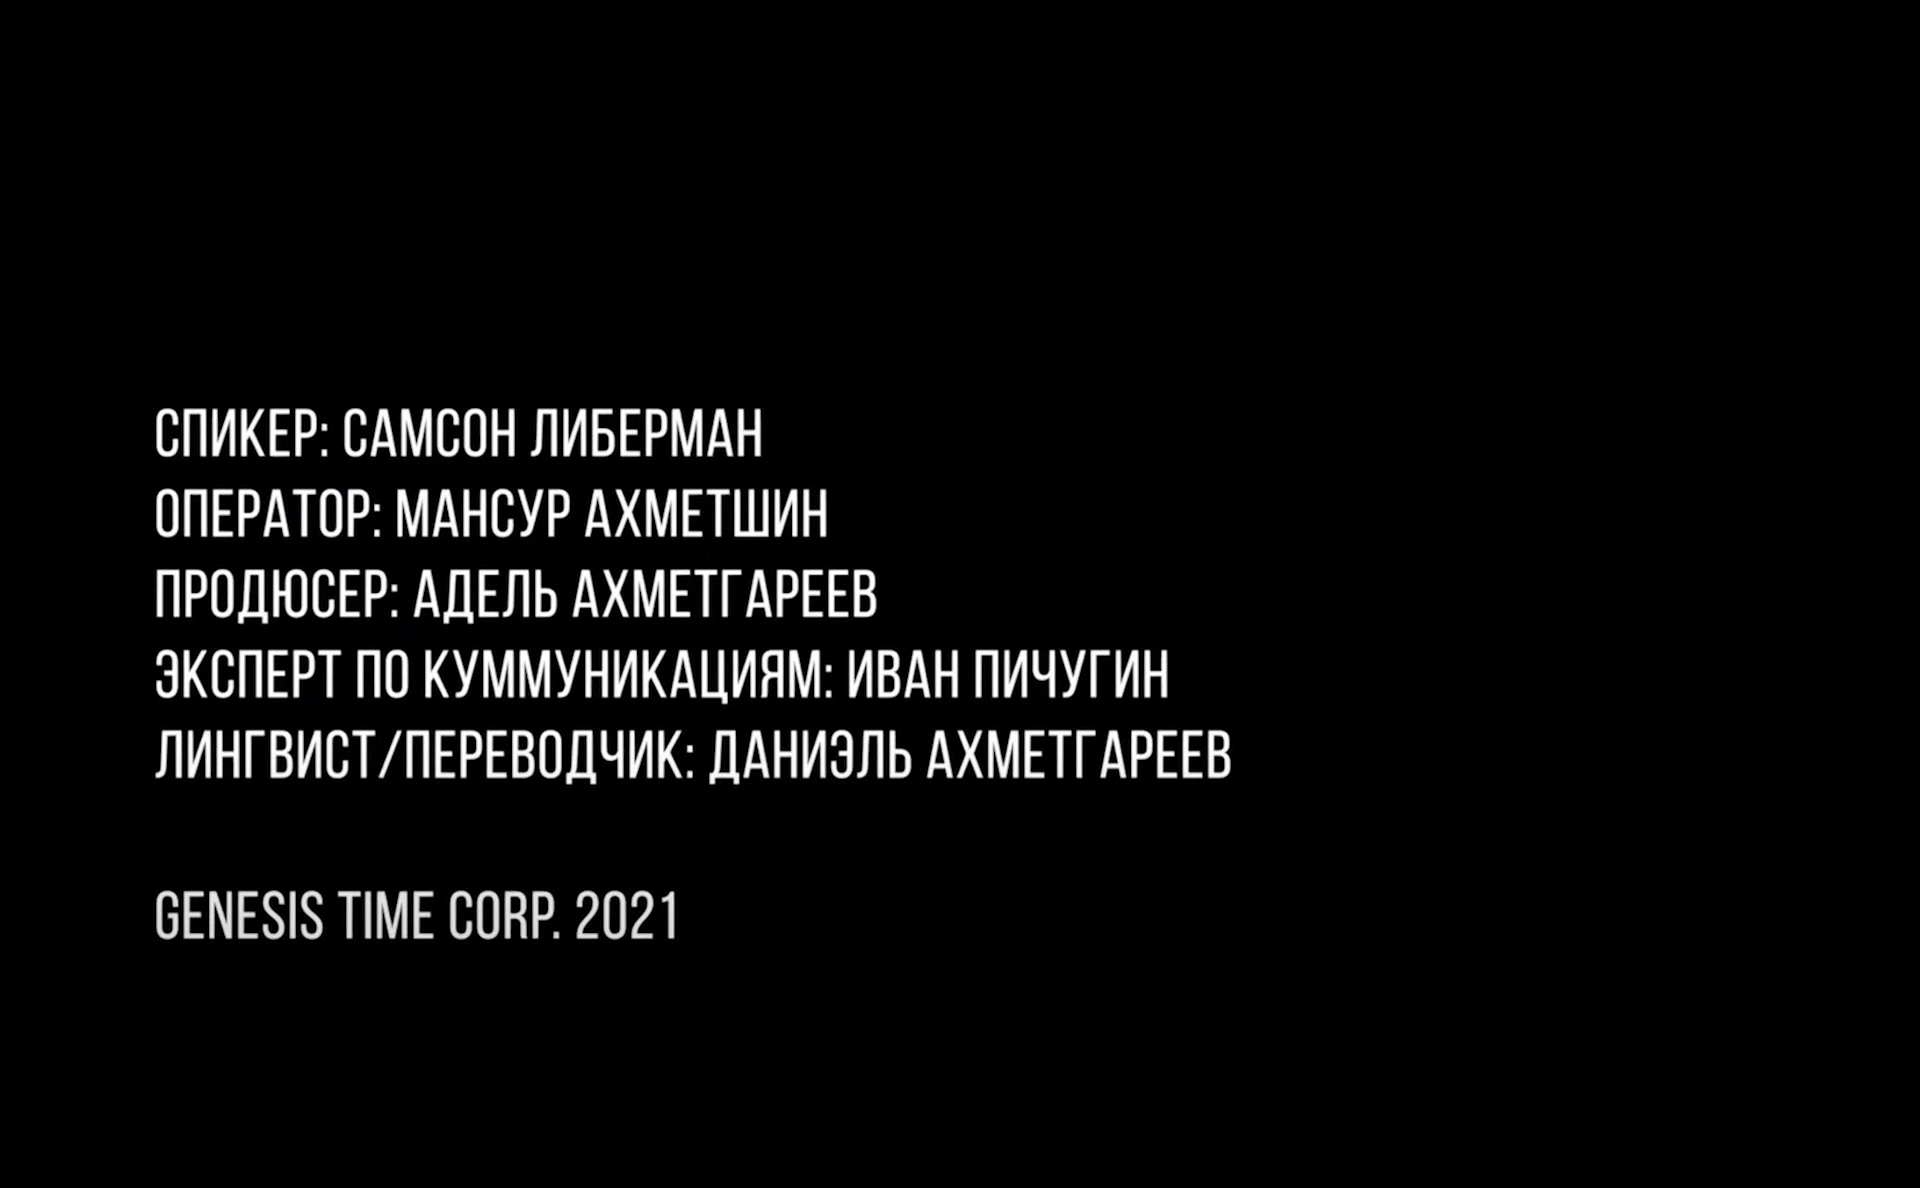 СПИКЕР: САМСОН ЛИБЕРМАН
ОПЕРАТОР: МАНСУР АХМЕТШИН
ПРОДЮСЕР: АДЕЛЬ АХМЕТГАРЕЕВ
ЭКСПЕРТ ПО КУММУНИКАЦИЯМ: ИВАН ПИЧУГИН
ЛИНГВИСТ/ПЕРЕВОДЧИК: ДАНИЭЛЬ АХМЕТГАРЕЕВ
GENESIS TIME CORP. 2021